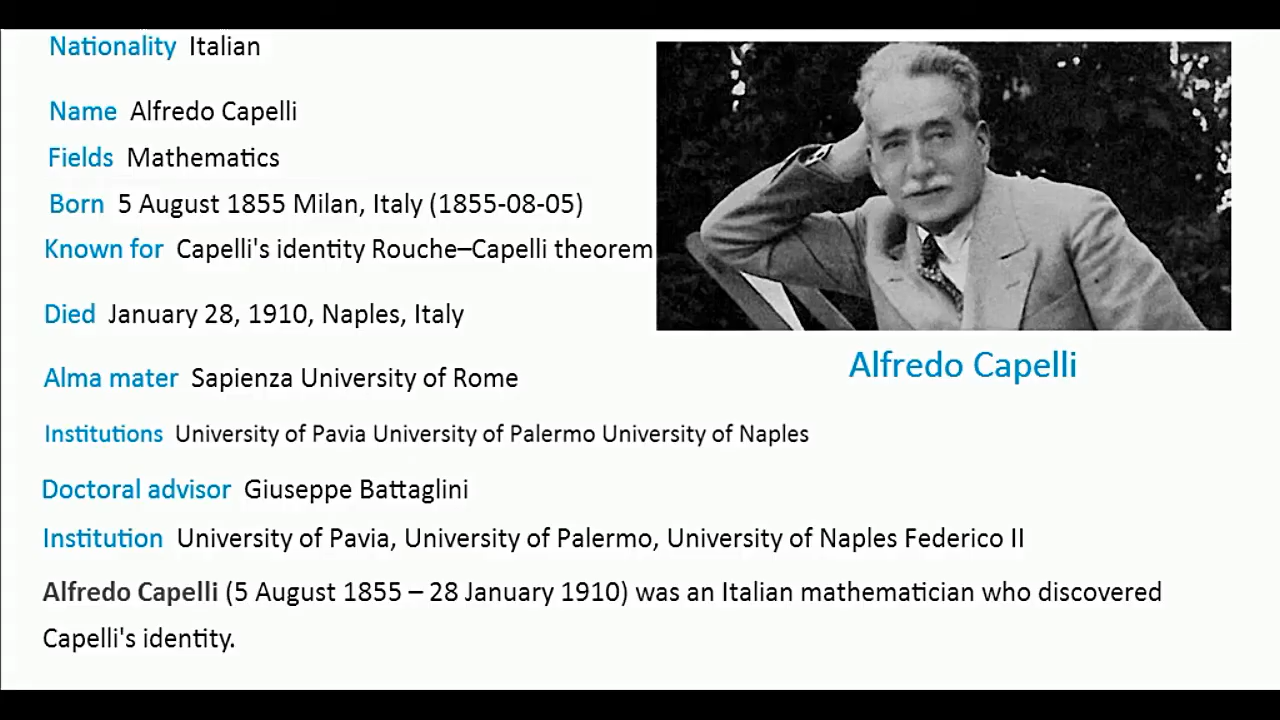 Nationality Italian
Name Alfredo Capelli
Fields Mathematics
Born 5 August 1855 Milan, Italy (1855-08-05)
Known for Capelli's identity Rouche–Capelli theorem
Died January 28, 1910, Naples, Italy
Alfredo Capelli
Alma mater Sapienza University of Rome
Institutions University of Pavia University of Palermo University of Naples
Doctoral advisor Giuseppe Battaglini
Institution University of Pavia, University of Palermo, University of Naples Federico II
Alfredo Capelli (5 August 1855 – 28 January 1910) was an Italian mathematician who discovered
Capelli's identity.